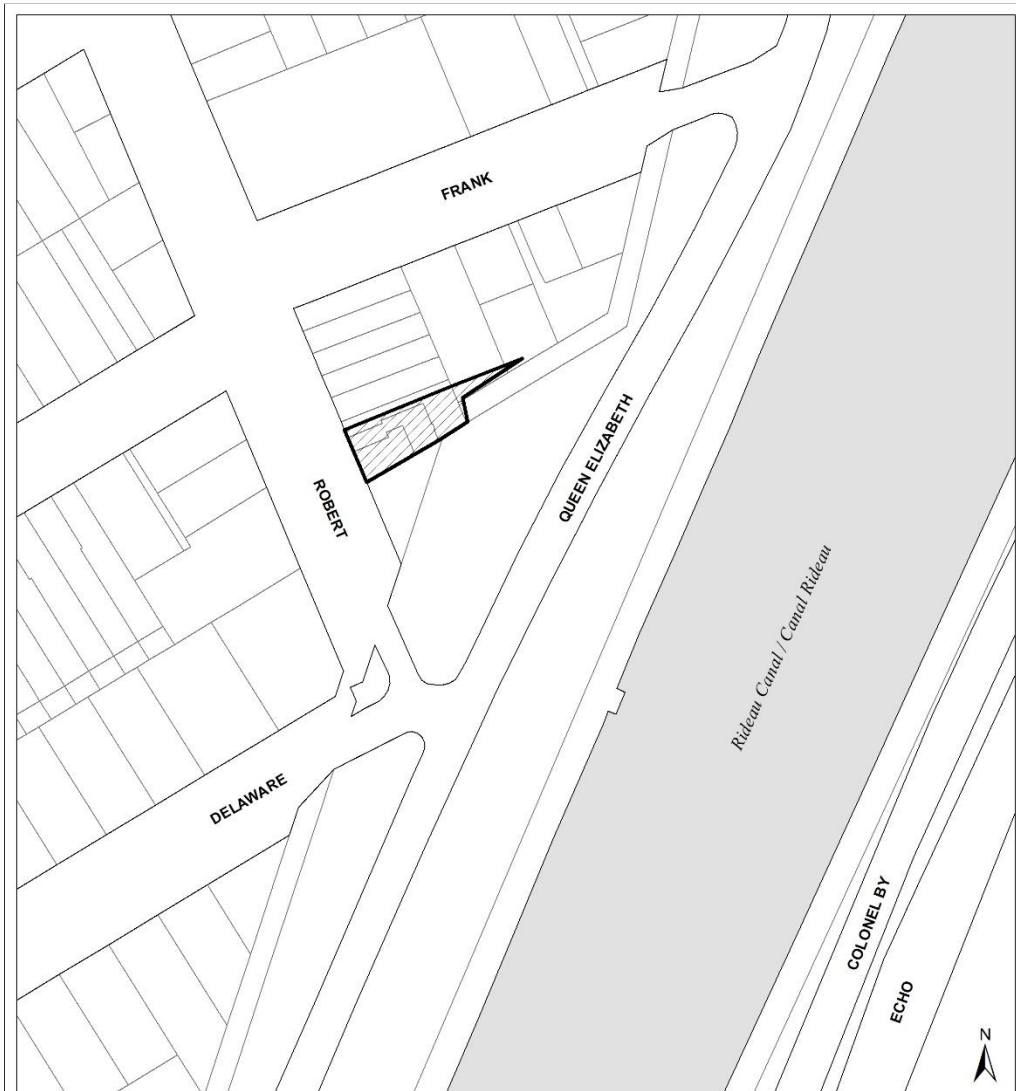 FRANK
ROBERT
QUEEN ELIZABETH
Rideau Canal / Canal Rideau
DELAWARE
COLONEL BY
ECHO
N